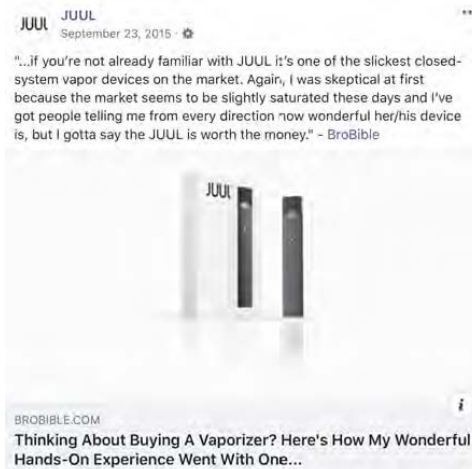 JUUL
JUUL
September 23, 2015 ·
"...if you're not already familiar with JUUL it's one of the slickest closed-
system vapor devices on the market. Again, I was skeptical at first
because the market seems to be slightly saturated these days and I've
got people telling me from every direction how wonderful her/his device
is, but I gotta say the JUUL is worth the money." - BroBible
JUUL
i
BROBIBLE.COM
Thinking About Buying A Vaporizer? Here's How My Wonderful
Hands-On Experience Went With One...